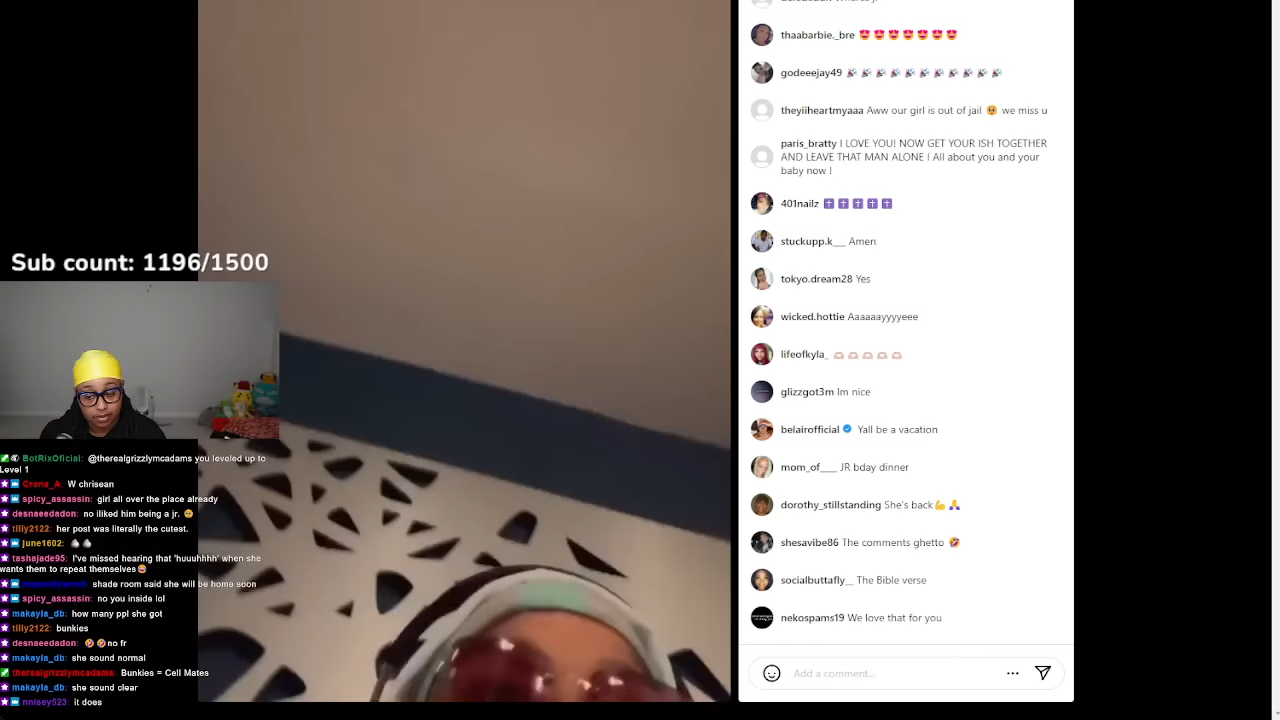 thaabarbie._bre 😍 😍 😍 😍 😍 😍 😍
godeeejay49 🎉 🎉 🎉 🎉 🎉 🎉 🎉 🎉 🎉 🎉 🎉
theyiiheartmyaaa Aww our girl is out of jail 🥺 we miss u
paris_bratty I LOVE YOU! NOW GET YOUR ISH TOGETHER
AND LEAVE THAT MAN ALONE ! All about you and your
baby now !
401nailz ✝️ ✝️ ✝️ ✝️ ✝️
stuckupp.k___ Amen
tokyo.dream28 Yes
wicked.hottie Aaaaaayyyyeee
lifeofkyla_ 🫶🏻 🫶🏻 🫶🏻 🫶🏻 🫶🏻
glizzgot3m Im nice
belairofficial Yall be a vacation
mom_of____ JR bday dinner
dorothy_stillstanding She's back💪 🙏
shesavibe86 The comments ghetto 🤣
socialbuttafly__ The Bible verse
nekospams19 We love that for you
Add a comment...
Sub count: 1196/1500
BotRixOficial: @therealgrizzlymcadams you leveled up to
Level 1
Crona_A: W chrisean
spicy_assassin: girl all over the place already
desnaeedadon: no iliked him being a jr. 🥺
tilly2122: her post was literally the cutest.
june1602:
tashajade95: I've missed hearing that 'huuuhhhh' when she
wants them to repeat themselves
shade room said she will be home soon
spicy_assassin: no you inside lol
makayla_db: how many ppl she got
tilly2122: bunkies
desnaeedadon: 🤣🤣no fr
makayla_db: she sound normal
therealgrizzlymcadams: Bunkies = Cell Mates
makayla_db: she sound clear
nnisey523: it does